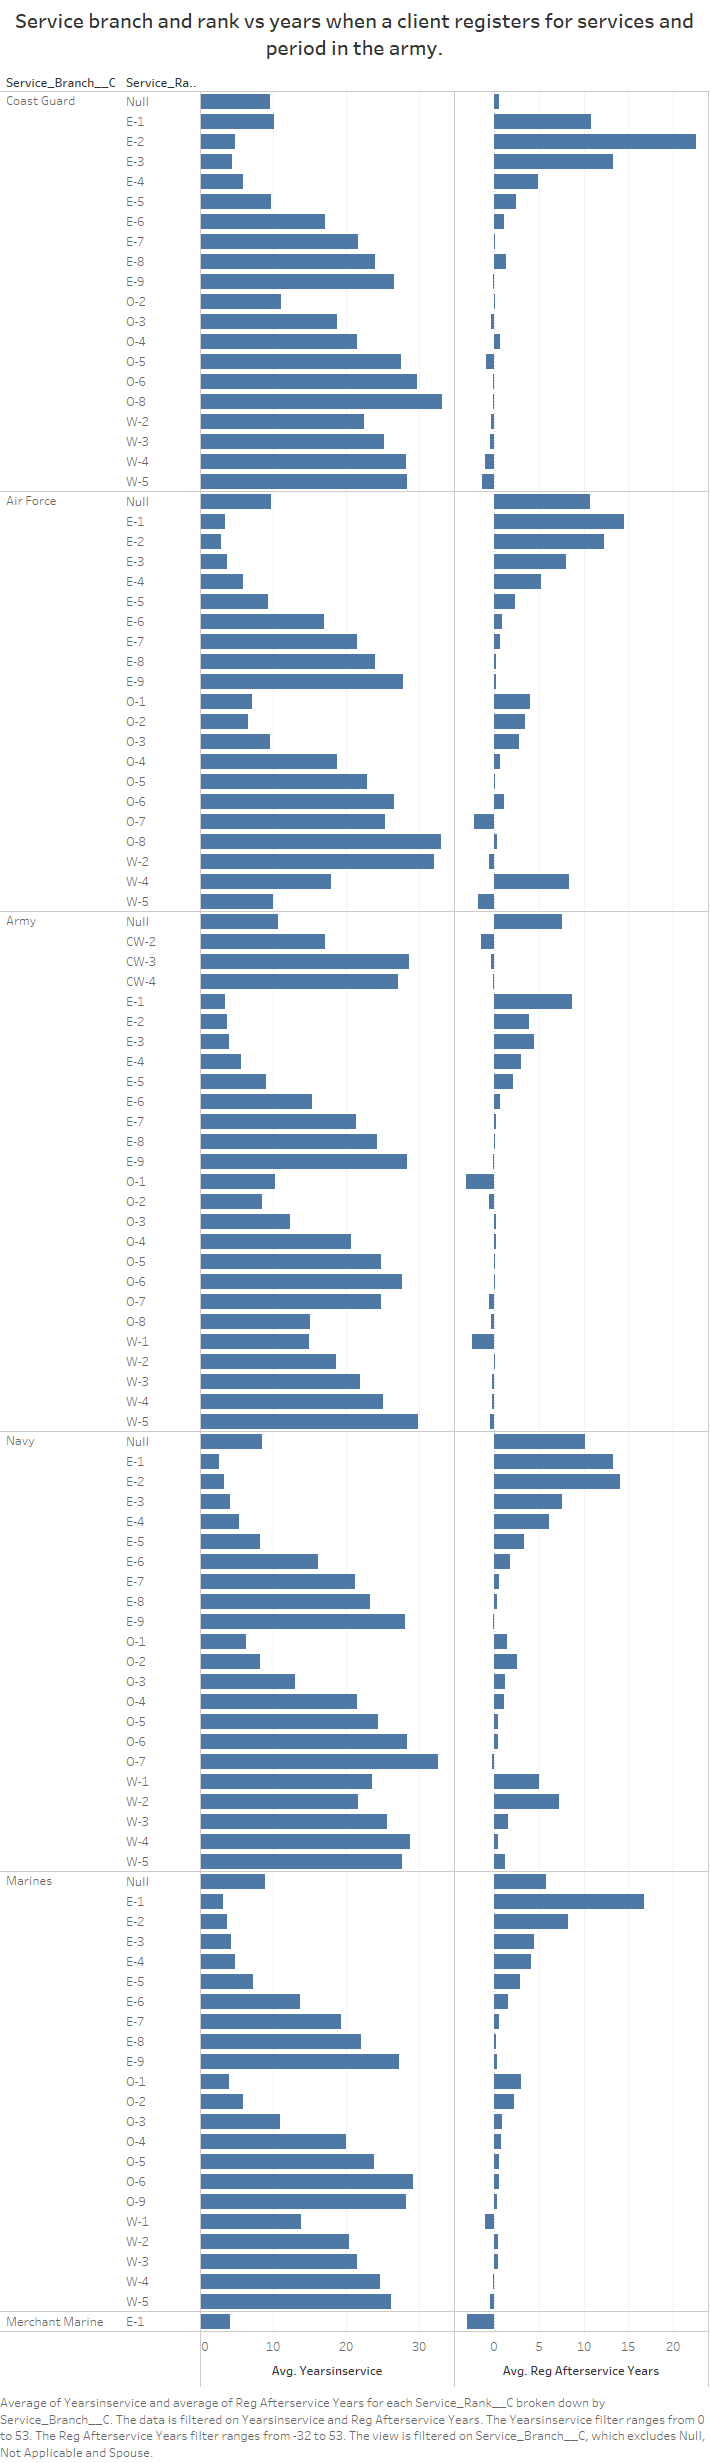 Service branch and rank vs years when a client registers for services and
period in the army.
Service_Branch__C Service_Ra..
Coast Guard Null
E-1
E-2
E-3
E-4
E-5
E-6
E-7
E-8
E-9
O-2
O-3
O-4
O-5
O-6
O-8
W-2
W-3
W-4
W-5
Air Force Null
E-1
E-2
E-3
E-4
E-5
E-6
E-7
E-8
E-9
O-1
O-2
O-3
O-4
O-5
O-6
O-7
O-8
W-2
W-4
W-5
Army Null
CW-2
CW-3
CW-4
E-1
E-2
E-3
E-4
E-5
E-6
E-7
E-8
E-9
O-1
O-2
O-3
O-4
O-5
O-6
O-7
O-8
W-1
W-2
W-3
W-4
W-5
Navy Null
E-1
E-2
E-3
E-4
E-5
E-6
E-7
E-8
E-9
O-1
O-2
O-3
O-4
O-5
O-6
O-7
W-1
W-2
W-3
W-4
W-5
Marines Null
E-1
E-2
E-3
E-4
E-5
E-6
E-7
E-8
E-9
O-1
O-2
O-3
O-4
O-5
O-6
O-9
W-1
W-2
W-3
W-4
W-5
Merchant Marine E-1
0 10 20 30 0 5 10 15 20
Avg. Yearsinservice Avg. Reg Afterservice Years
Average of Yearsinservice and average of Reg Afterservice Years for each Service_Rank__C broken down by
Service_Branch__C. The data is filtered on Yearsinservice and Reg Afterservice Years. The Yearsinservice filter ranges from 0
to 53. The Reg Afterservice Years filter ranges from -32 to 53. The view is filtered on Service_Branch__C, which excludes Null,
Not Applicable and Spouse.